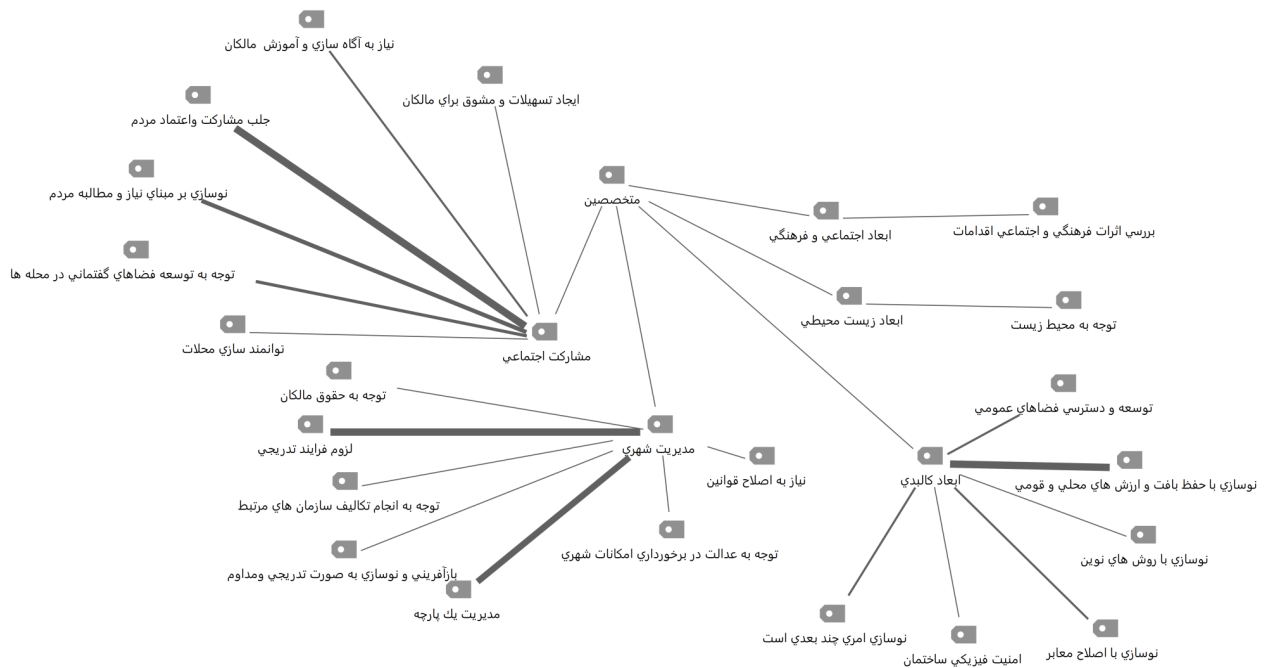 نياز به آگاه سازي و آموزش مالكان
ايجاد تسهيلات و مشوق براي مالكان
جلب مشاركت واعتماد مردم
نوسازي بر مبناي نياز و مطالبه مردم
توجه به توسعه فضاهاي گفتماني در محله ها
توانمند سازي محلات
مشاركت اجتماعي
متخصصين
ابعاد اجتماعي و فرهنگي
بررسي اثرات فرهنگي و اجتماعي اقدامات
ابعاد زيست محيطي
توجه به محيط زيست
توجه به حقوق مالكان
لزوم فرايند تدريجي
مديريت شهري
نياز به اصلاح قوانين
توجه به انجام تكاليف سازمان هاي مرتبط
توجه به عدالت در برخورداري امكانات شهري
بازآفريني و نوسازي به صورت تدريجي ومداوم
مديريت يك پارچه
توسعه و دسترسي فضاهاي عمومي
ابعاد كالبدي
نوسازي با حفظ بافت و ارزش هاي محلي و قومي
نوسازي با روش هاي نوين
نوسازي امري چند بعدي است
امنيت فيزيكي ساختمان
نوسازي با اصلاح معابر